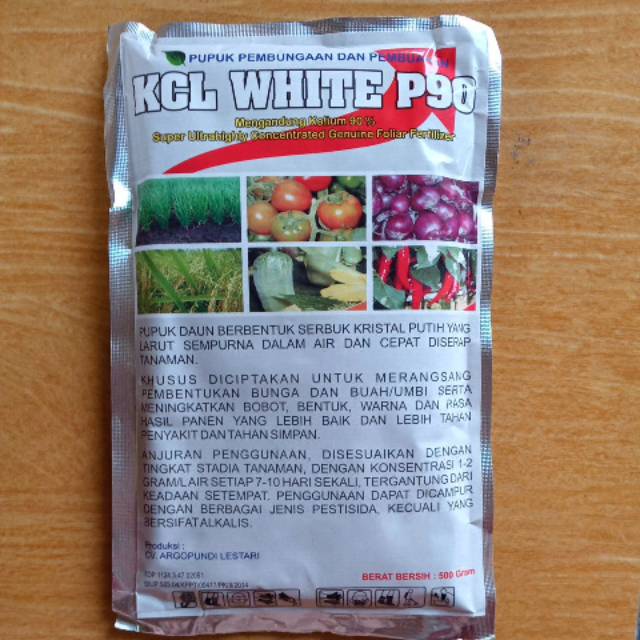 PUPUK PEMBUNGAAN DAN PEMBUAHAN
KCL WHITE P90
Mengandung Kalium 90 %
Super Ultrahighly Concentrated Genuine Foliar Fertilizer
PUPUK DAUN BERBENTUK SERBUK KRISTAL PUTIH YANG
LARUT SEMPURNA DALAM AIR DAN CEPAT DISERAP
TANAMAN.
KHUSUS DICIPTAKAN UNTUK MERANGSANG
PEMBENTUKAN BUNGA DAN BUAH/UMBI SERTA
MENINGKATKAN BOBOT, BENTUK, WARNA DAN RASA
HASIL PANEN YANG LEBIH BAIK DAN LEBIH TAHAN
PENYAKIT DAN TAHAN SIMPAN.
ANJURAN PENGGUNAAN, DISESUAIKAN DENGAN
TINGKAT STADIA TANAMAN, DENGAN KONSENTRASI 1-2
GRAM/LAIR SETIAP 7-10 HARI SEKALI, TERGANTUNG DARI
KEADAAN SETEMPAT. PENGGUNAAN DAPAT DICAMPUR
DENGAN BERBAGAI JENIS PESTISIDA, KECUALI YANG
BERSIFAT ALKALIS.
Produksi :
CV. ARGOPUNDI LESTARI
BERAT BERSIH : 500 Gram